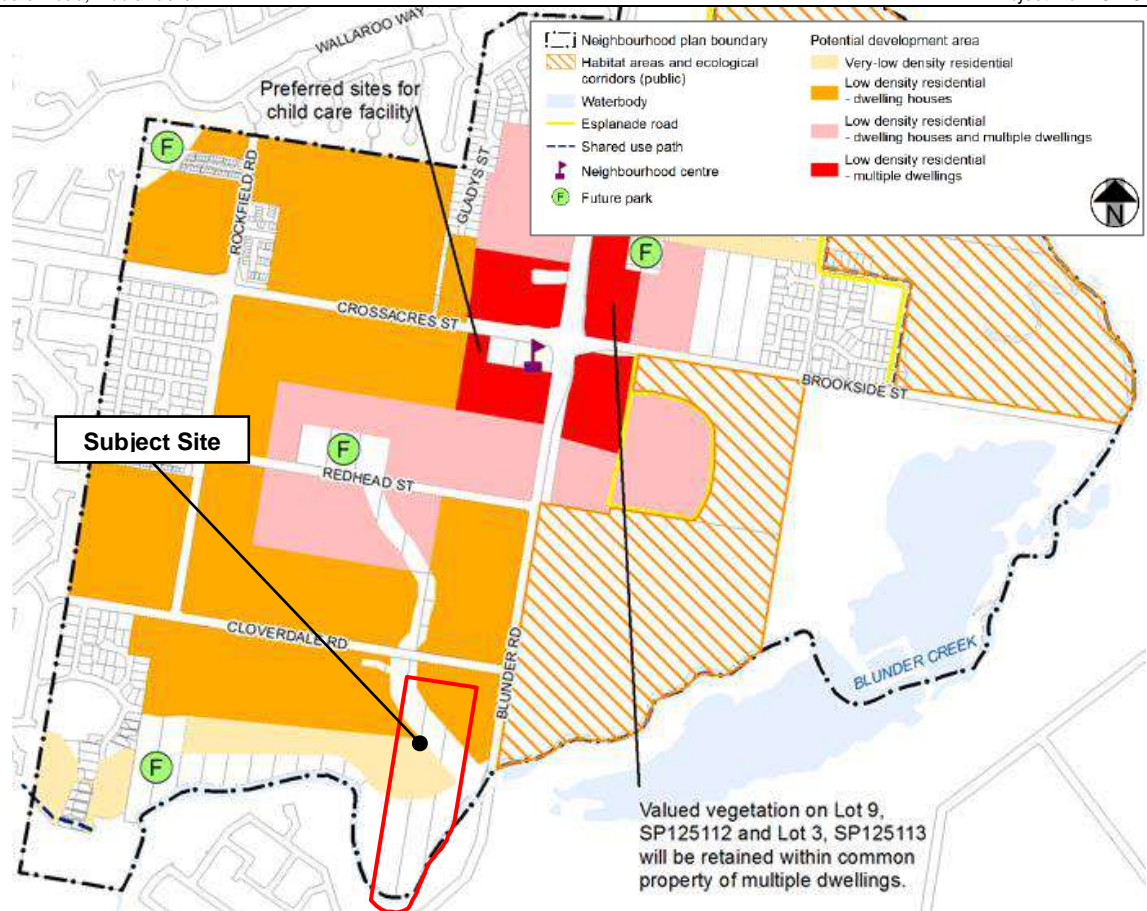 WALLAROO WAY
Preferred sites for
child care facility
Neighbourhood plan boundary
Habitat areas and ecological
corridors (public)
Waterbody
Esplanade road
Shared use path
Neighbourhood centre
F
Future park
Potential development area
Very-low density residential
Low density residential
- dwelling houses
Low density residential
- dwelling houses and multiple dwellings
Low density residential
- multiple dwellings
N
F
ROCKFIELD RD
GLADYS ST
F
CROSSACRES ST
BROOKSIDE ST
Subject Site
F
REDHEAD ST
CLOVERDALE RD
BLUNDER RD
BLUNDER CREEK
F
Valued vegetation on Lot 9,
SP125112 and Lot 3, SP125113
will be retained within common
property of multiple dwellings.